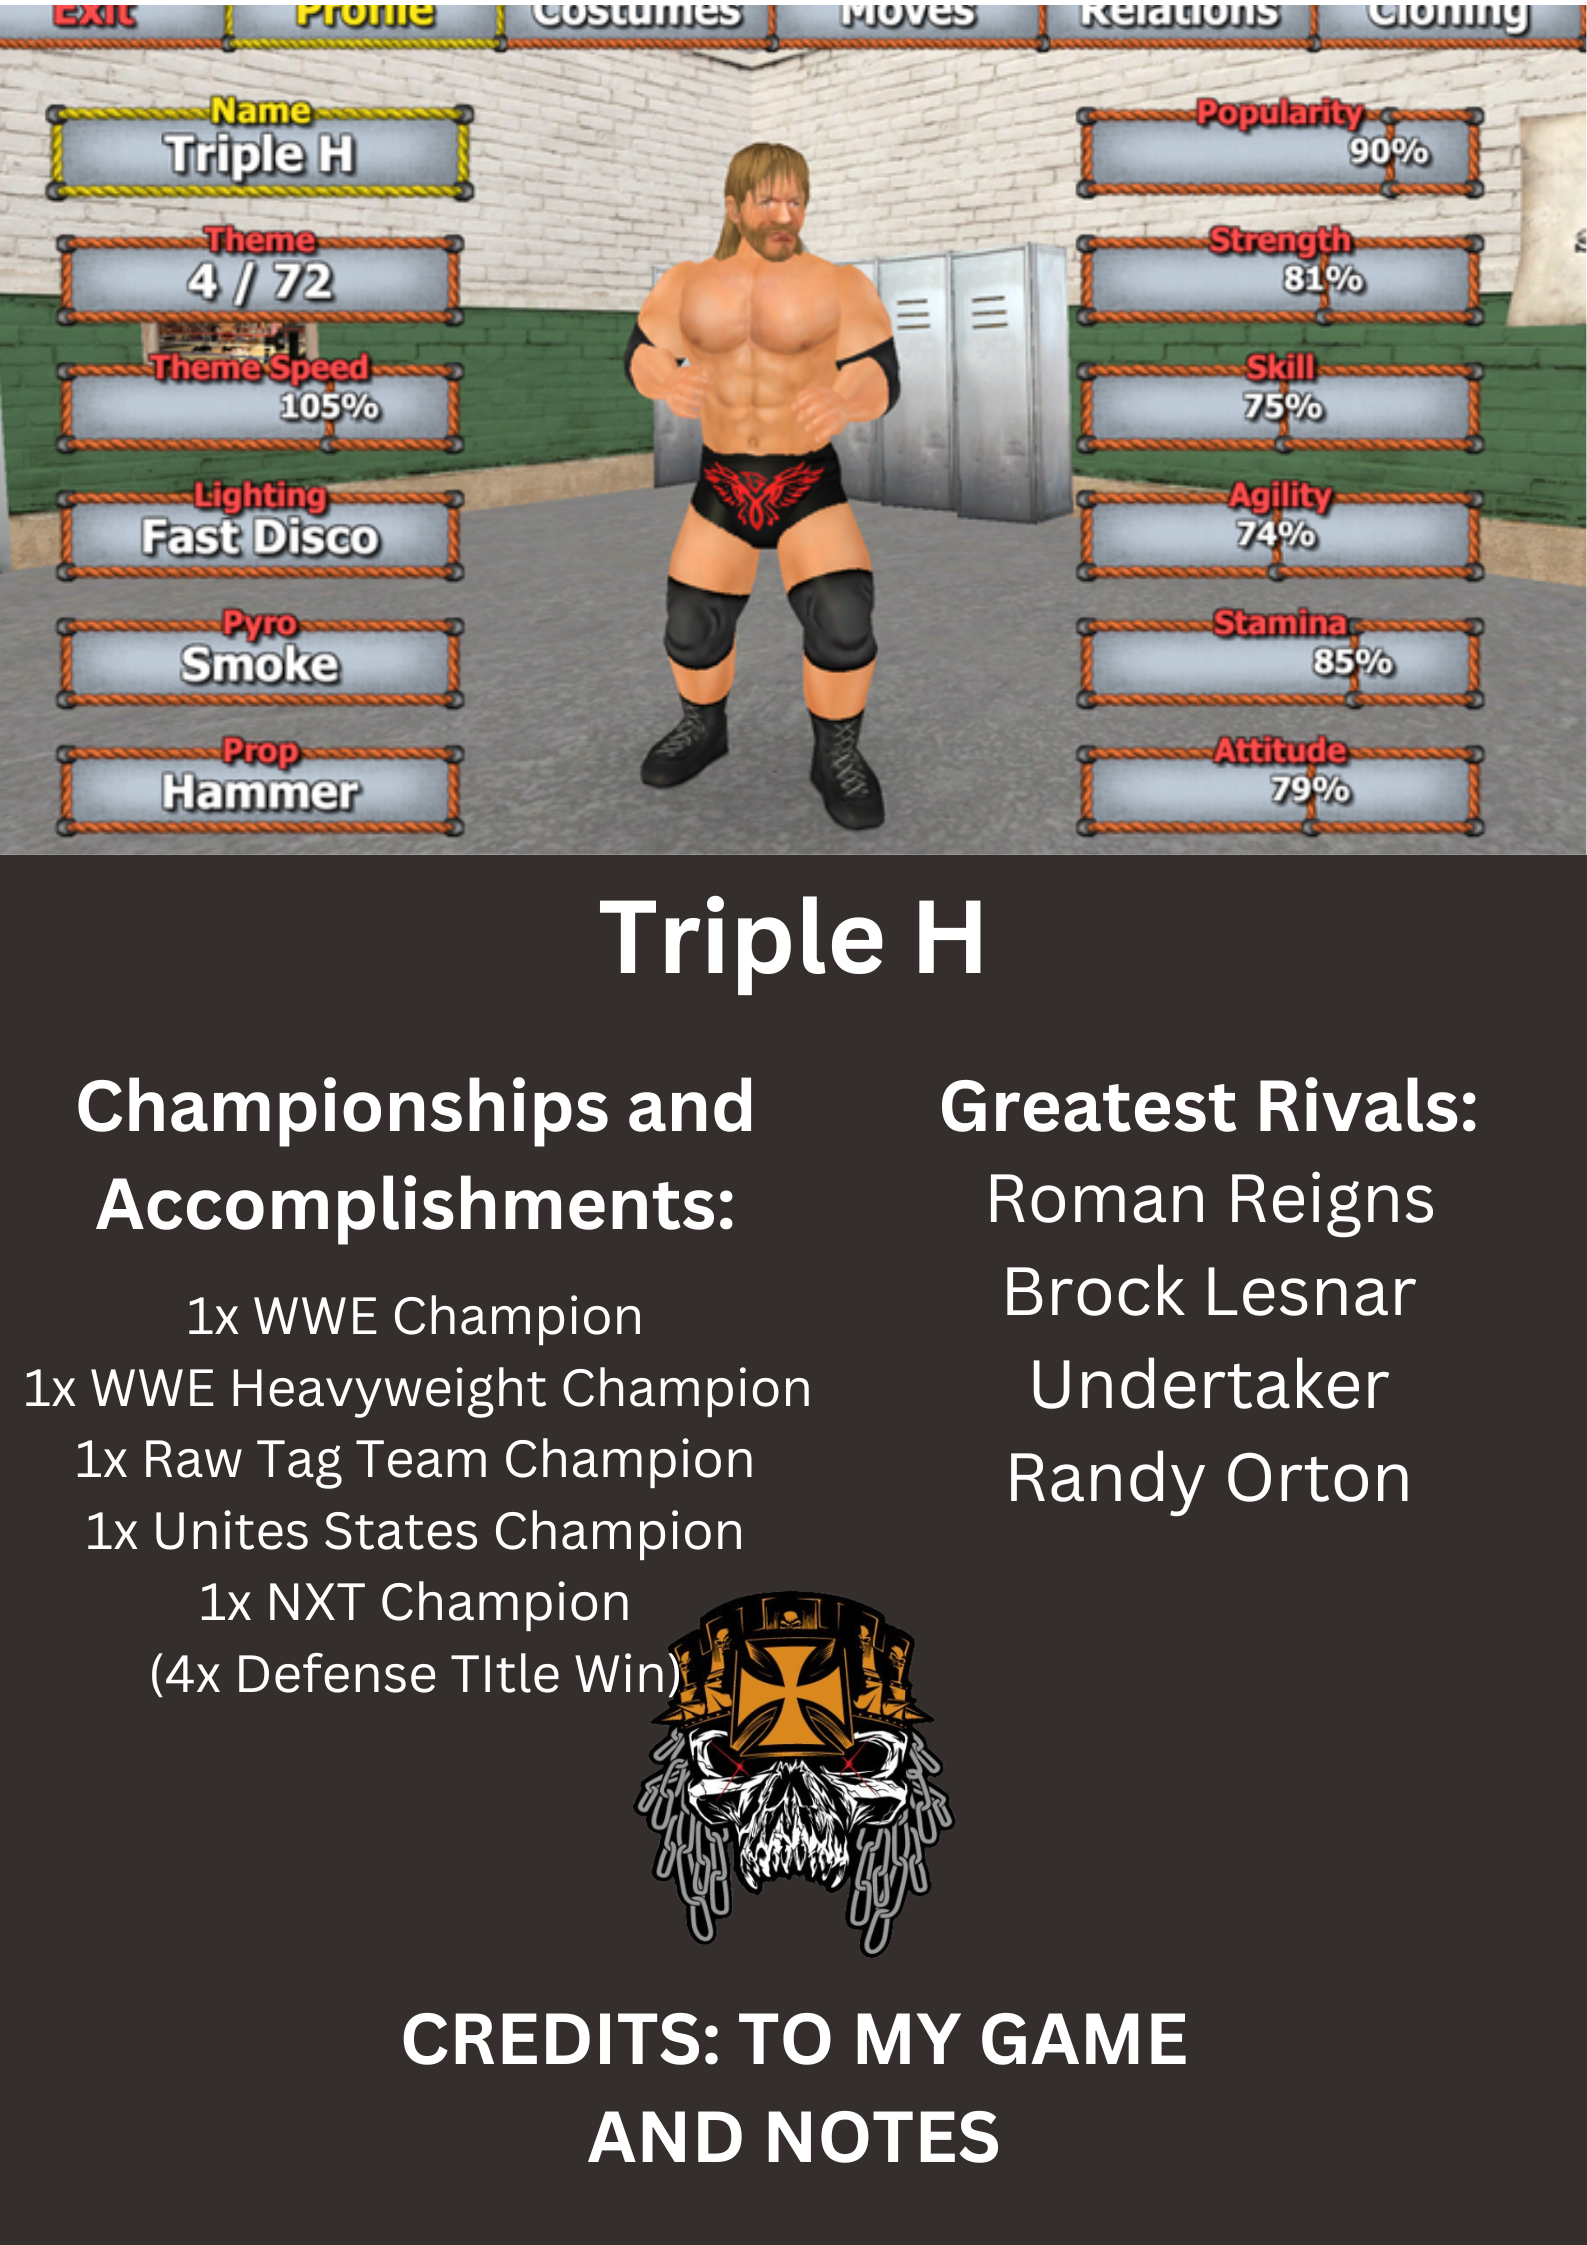 Exit Profile Costumes Moves Relations Cloning
Name
Triple H
Theme
4 / 72
Theme Speed
105%
Lighting
Fast Disco
Pyro
Smoke
Prop
Hammer
Popularity
90%
Strength
81%
Skill
75%
Agility
74%
Stamina
85%
Attitude
79%
Triple H
Championships and
Accomplishments:
1x WWE Champion
1x WWE Heavyweight Champion
1x Raw Tag Team Champion
1x Unites States Champion
1x NXT Champion
(4x Defense TItle Win)
Greatest Rivals:
Roman Reigns
Brock Lesnar
Undertaker
Randy Orton
CREDITS: TO MY GAME
AND NOTES